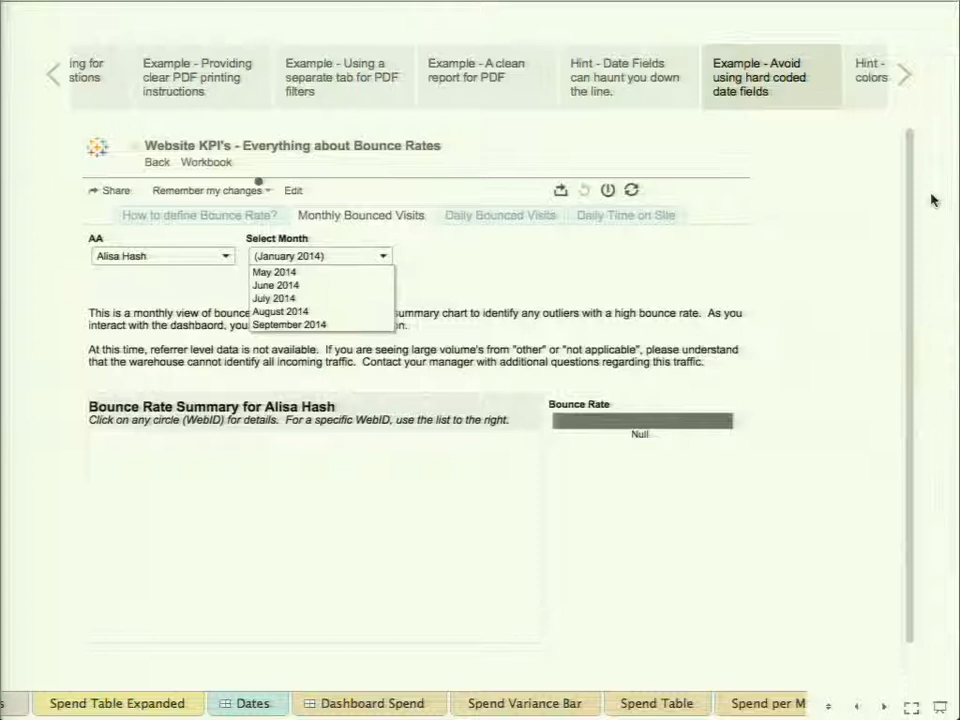 ing for
stions
Example - Providing
clear PDF printing
instructions
Example - Using a
separate tab for PDF
filters
Example - A clean
report for PDF
Hint - Date Fields
can haunt you down
the line.
Example - Avoid
using hard coded
date fields
Hint -
colors
Website KPI's - Everything about Bounce Rates
Back Workbook
Share Remember my changes Edit
How to define Bounce Rate? Monthly Bounced Visits Daily Bounced Visits Daily Time on Site
AA Select Month
Alisa Hash (January 2014)
May 2014
June 2014
July 2014
August 2014
September 2014
This is a monthly view of bounce summary chart to identify any outliers with a high bounce rate. As you
interact with the dashbaord, you n.
At this time, referrer level data is not available. If you are seeing large volume's from "other" or "not applicable", please understand
that the warehouse cannot identify all incoming traffic. Contact your manager with additional questions regarding this traffic.
Bounce Rate Summary for Alisa Hash
Click on any circle (WebID) for details. For a specific WebID, use the list to the right.
Bounce Rate
Null
s Spend Table Expanded Dates Dashboard Spend Spend Variance Bar Spend Table Spend per M